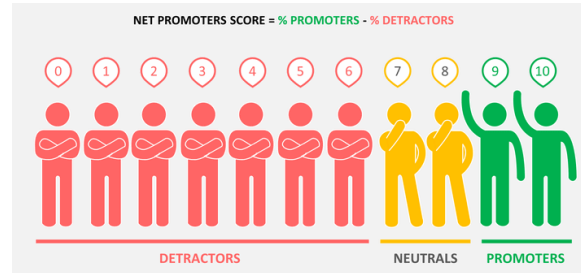 NET PROMOTERS SCORE = % PROMOTERS - % DETRACTORS
0 1 2 3 4 5 6 7 8 9 10
DETRACTORS NEUTRALS PROMOTERS